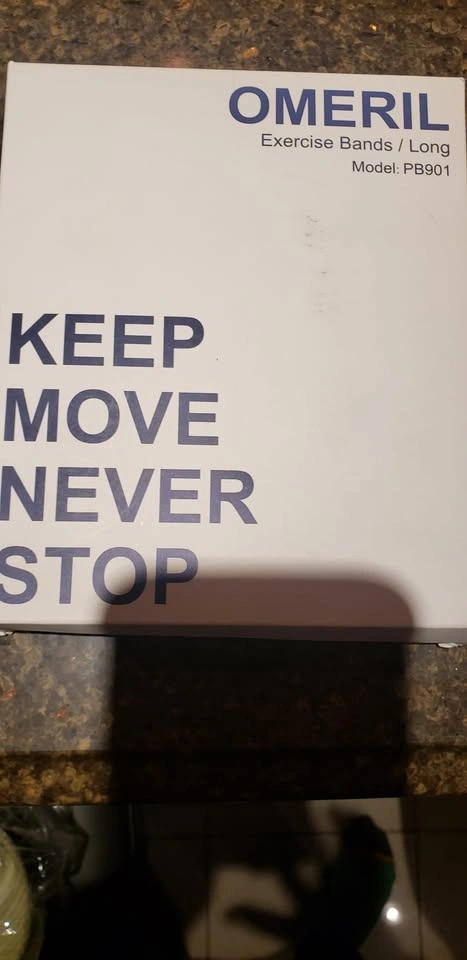 OMERIL
Exercise Bands / Long
Model: PB901
KEEP
MOVE
NEVER
STOP